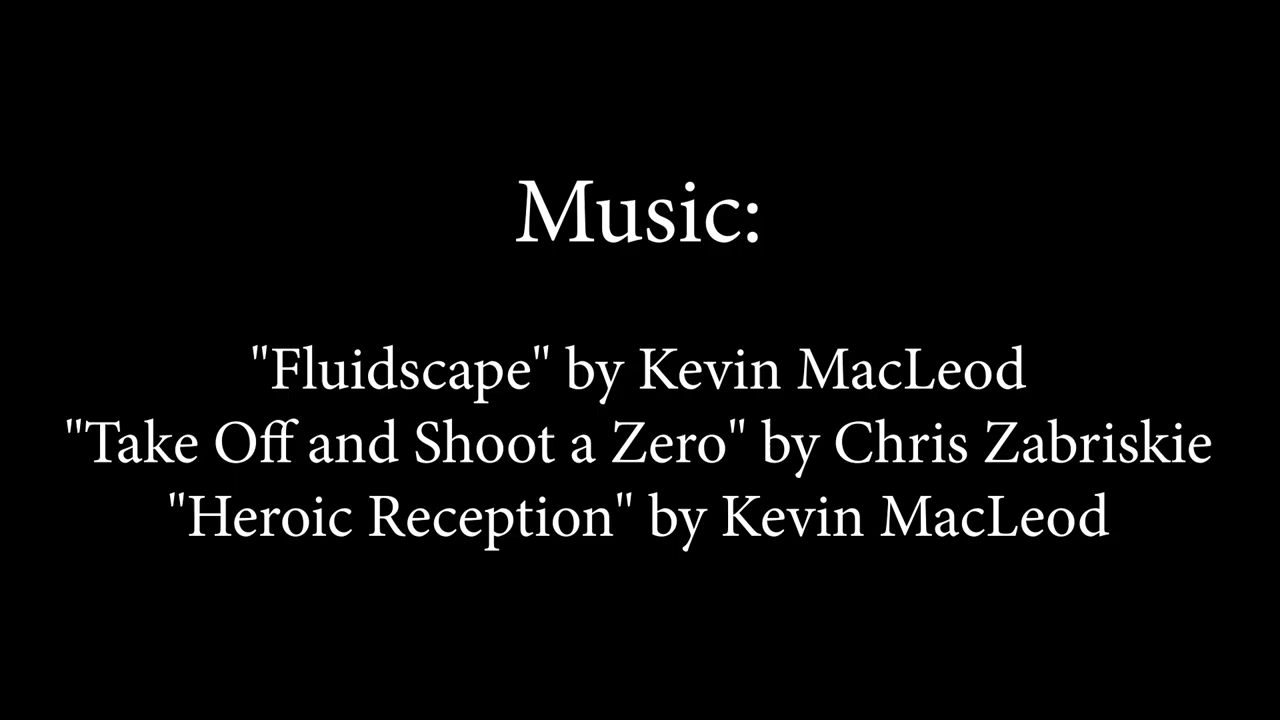 Music:
"Fluidscape" by Kevin MacLeod
"Take Off and Shoot a Zero" by Chris Zabriskie
"Heroic Reception" by Kevin MacLeod